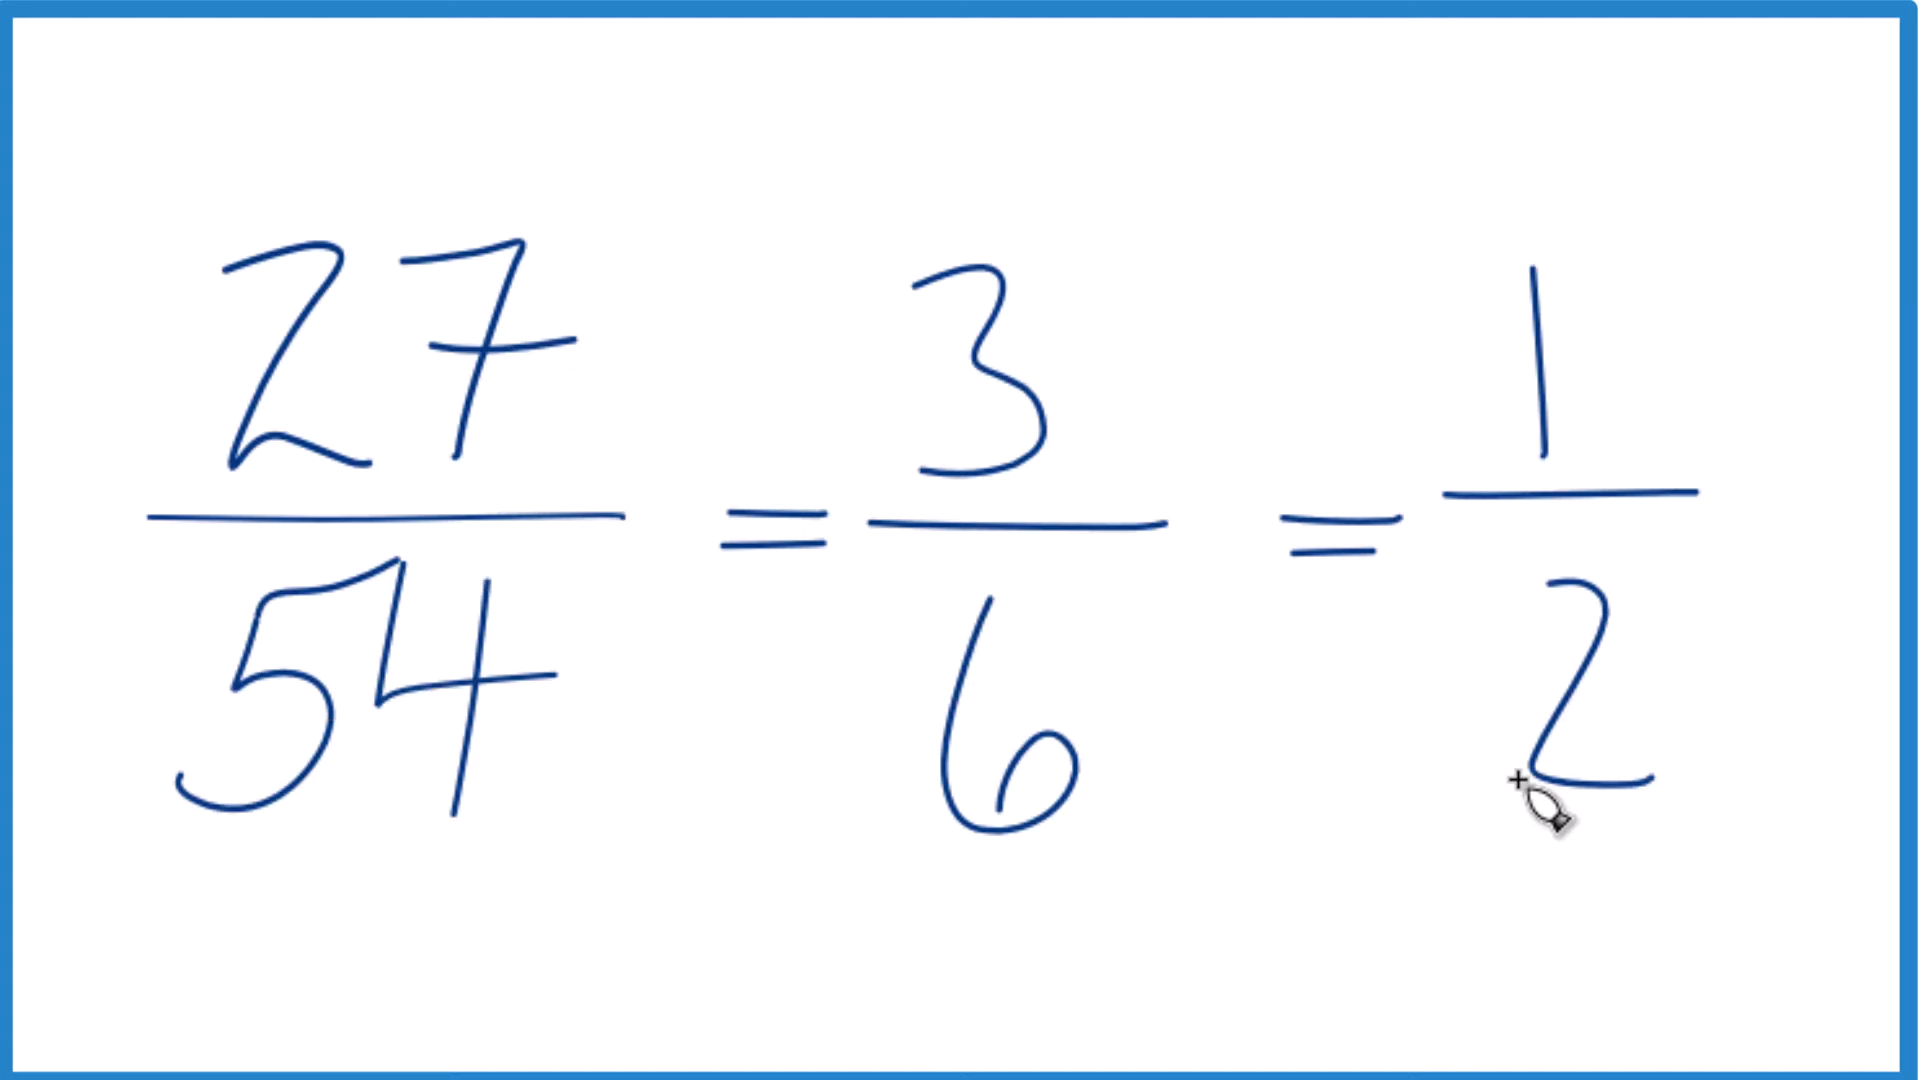 27/54 = 3/6 = 1/2